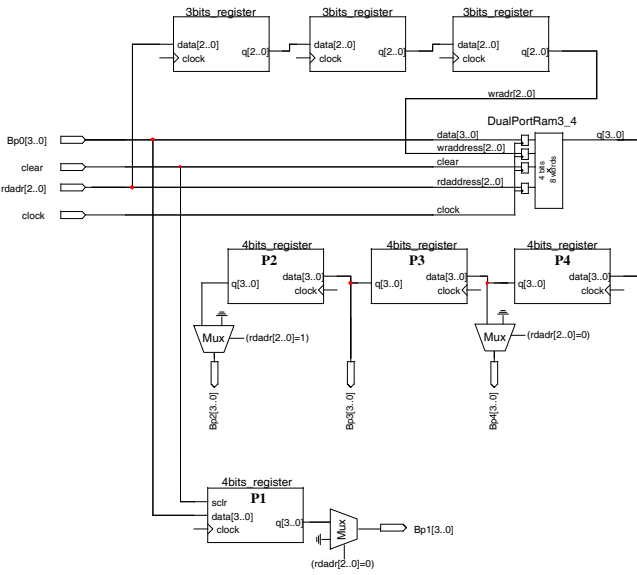 3bits_register 3bits_register 3bits_register
data[2..0] q[2..0] data[2..0] q[2..0] data[2..0] q[2..0]
clock clock clock
wradr[2..0]
DualPortRam3_4
Bp0[3..0] data[3..0] q[3..0]
wraddress[2..0]
clear clear
rdadr[2..0] rdaddress[2..0]
clock clock
4 bits
x
8 words
4bits_register 4bits_register 4bits_register
P2 P3 P4
q[3..0] data[3..0] q[3..0] data[3..0] q[3..0] data[3..0]
clock clock clock
Mux (rdadr[2..0]=1) Mux (rdadr[2..0]=0)
Bp2[3..0] Bp3[3..0] Bp4[3..0]
4bits_register
P1
sclr
data[3..0] q[3..0]
clock
Mux Bp1[3..0]
(rdadr[2..0]=0)